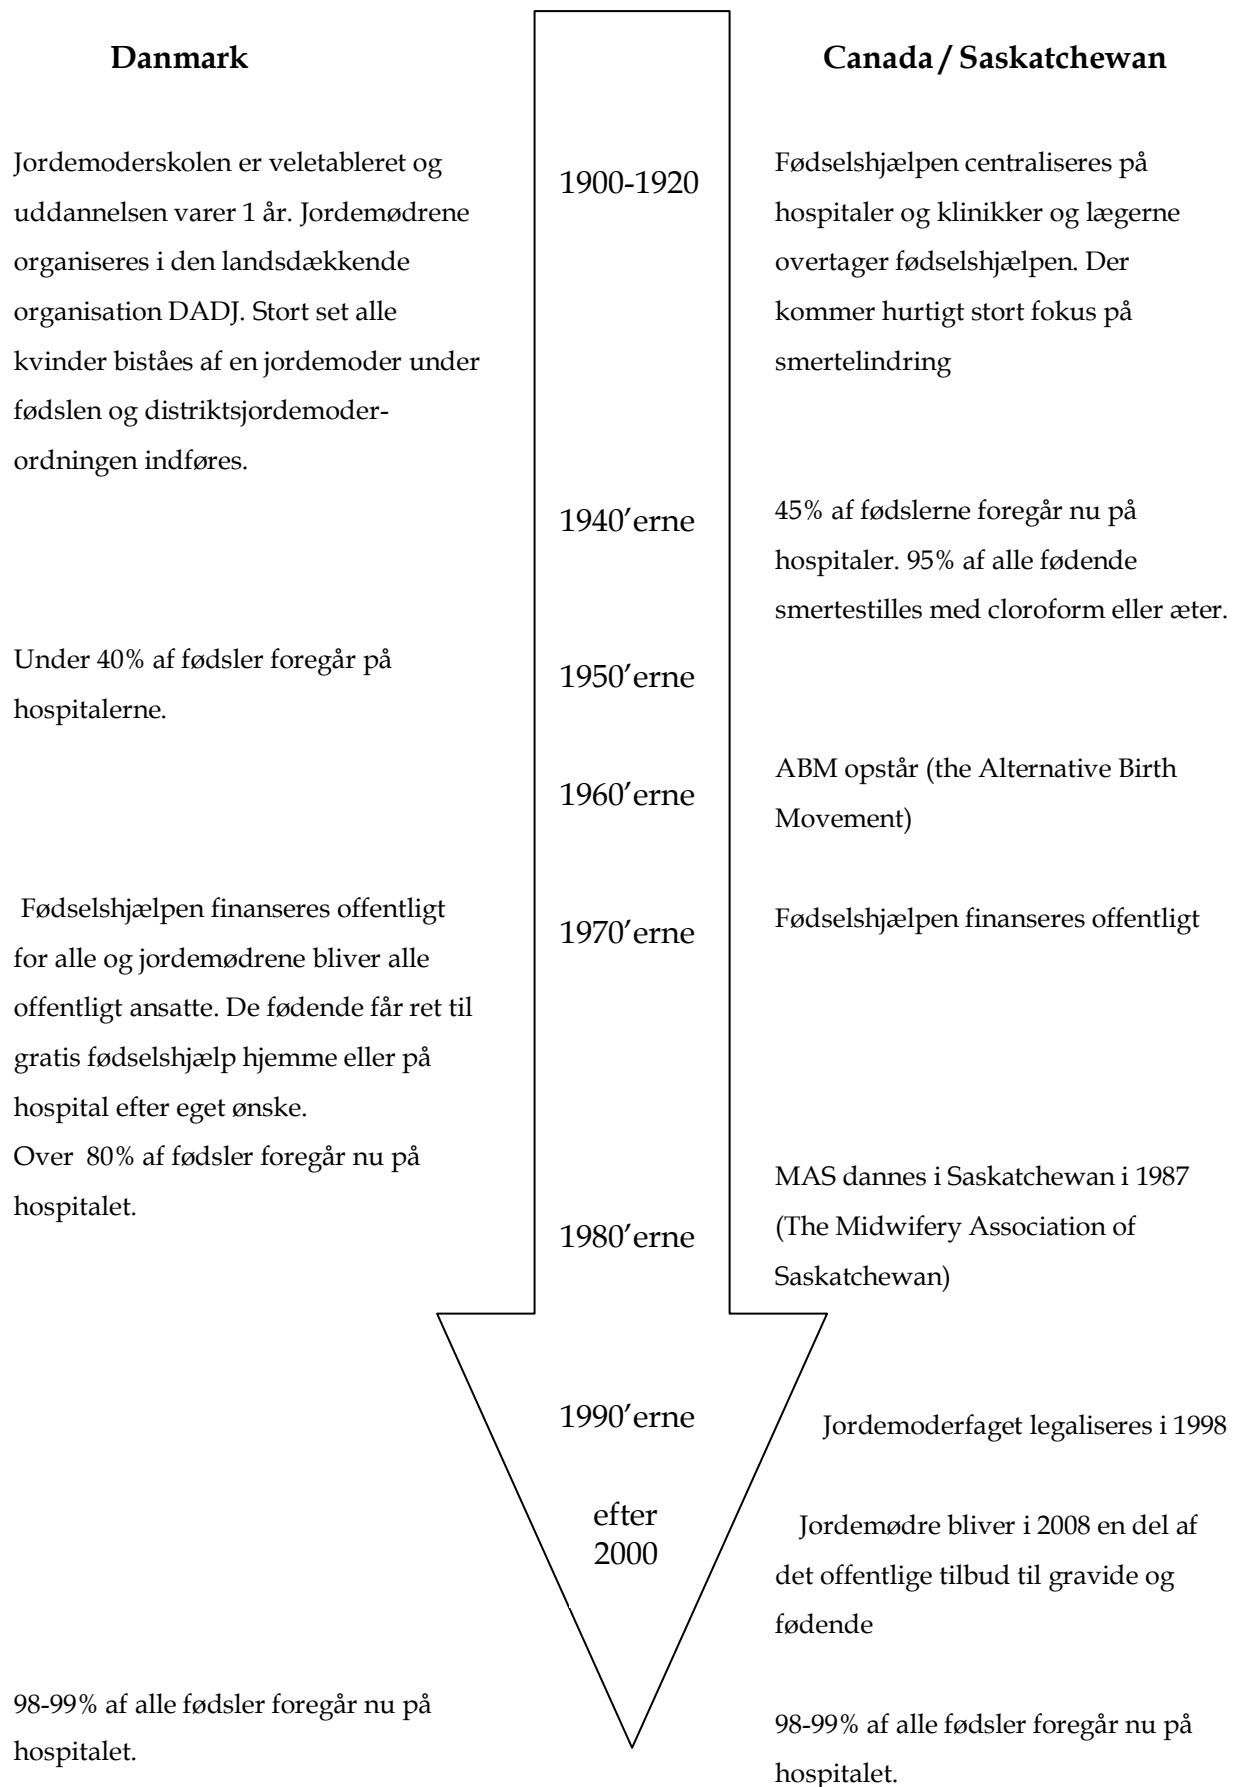 Danmark
Canada / Saskatchewan
Jordemoderskolen er veletableret og
uddannelsen varer 1 år. Jordemødrene
organiseres i den landsdækkende
organisation DADJ. Stort set alle
kvinder biståes af en jordemoder under
fødslen og distriktsjordemoder-
ordningen indføres.
1900-1920
Fødselshjælpen centraliseres på
hospitaler og klinikker og lægerne
overtager fødselshjælpen. Der
kommer hurtigt stort fokus på
smertelindring
1940’erne
45% af fødslerne foregår nu på
hospitaler. 95% af alle fødende
smertestilles med cloroform eller æter.
Under 40% af fødsler foregår på
hospitalerne.
1950’erne
1960’erne
ABM opstår (the Alternative Birth
Movement)
Fødselshjælpen finanseres offentligt
for alle og jordemødrene bliver alle
offentligt ansatte. De fødende får ret til
gratis fødselshjælp hjemme eller på
hospital efter eget ønske.
Over 80% af fødsler foregår nu på
hospitalet.
1970’erne
Fødselshjælpen finanseres offentligt
1980’erne
MAS dannes i Saskatchewan i 1987
(The Midwifery Association of
Saskatchewan)
1990’erne
Jordemoderfaget legaliseres i 1998
efter
2000
Jordemødre bliver i 2008 en del af
det offentlige tilbud til gravide og
fødende
98-99% af alle fødsler foregår nu på
hospitalet.
98-99% af alle fødsler foregår nu på
hospitalet.